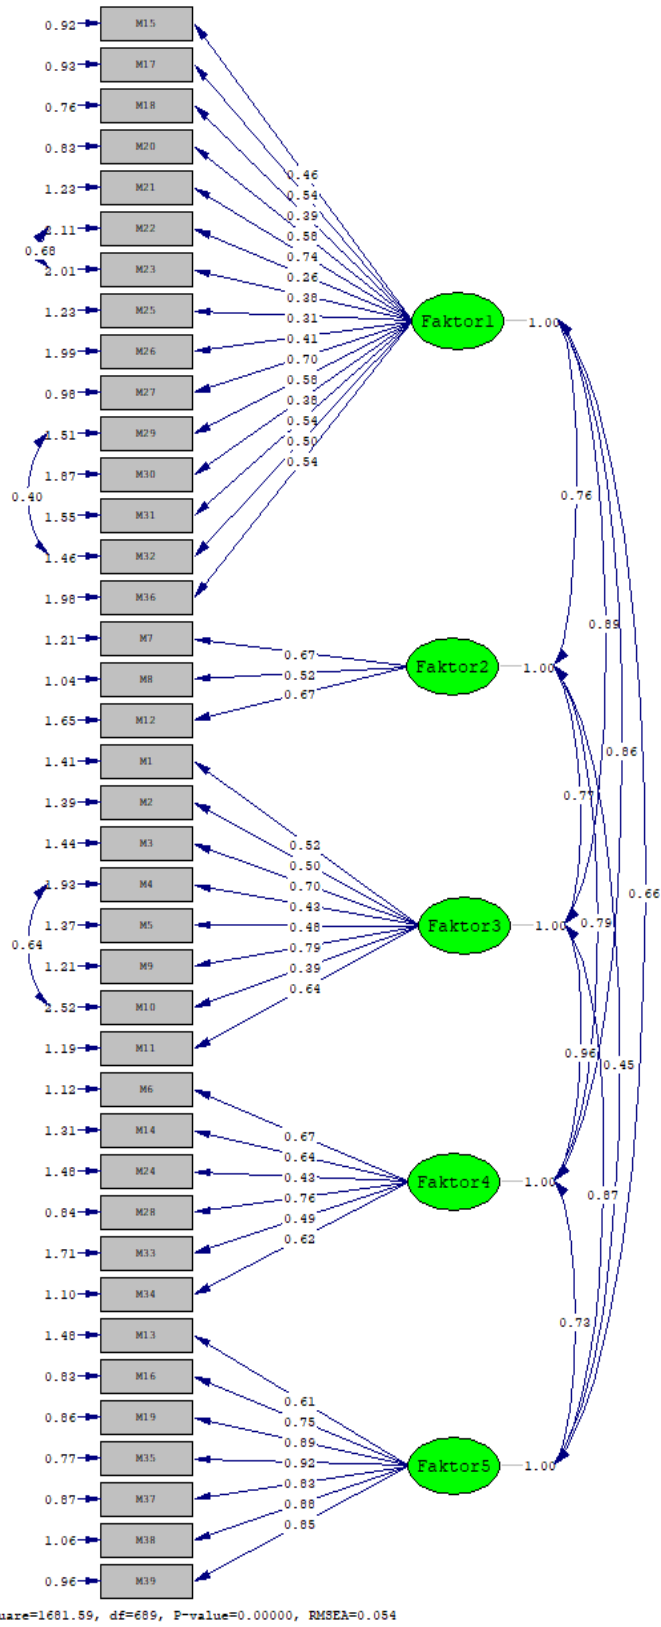 0.92 M15
0.93 M17
0.76 M18
0.83 M20
1.23 M21
2.11 M22
0.68
2.01 M23
1.23 M25
1.99 M26
0.98 M27
1.51 M29
1.87 M30
0.40
1.55 M31
1.46 M32
1.98 M36
1.21 M7
1.04 M8
1.65 M12
1.41 M1
1.39 M2
1.44 M3
1.93 M4
1.37 M5
0.64
1.21 M9
2.52 M10
1.19 M11
1.12 M6
1.31 M14
1.48 M24
0.84 M28
1.71 M33
1.10 M34
1.48 M13
0.83 M16
0.86 M19
0.77 M35
0.87 M37
1.06 M38
0.96 M39
0.46
0.54
0.39
0.58
0.74
0.26
0.38
0.31
0.41
0.70
0.58
0.38
0.54
0.50
0.54
Faktor1 1.00
0.67
0.52
0.67
Faktor2 1.00
0.52
0.50
0.70
0.43
0.48
0.79
0.39
0.64
Faktor3 1.00
0.67
0.64
0.43
0.76
0.49
0.62
Faktor4 1.00
0.61
0.75
0.89
0.92
0.83
0.88
0.85
Faktor5 1.00
0.76
0.89
0.86
0.77
0.66
0.79
0.96
0.45
0.87
0.73
uare=1681.59, df=689, P-value=0.00000, RMSEA=0.054